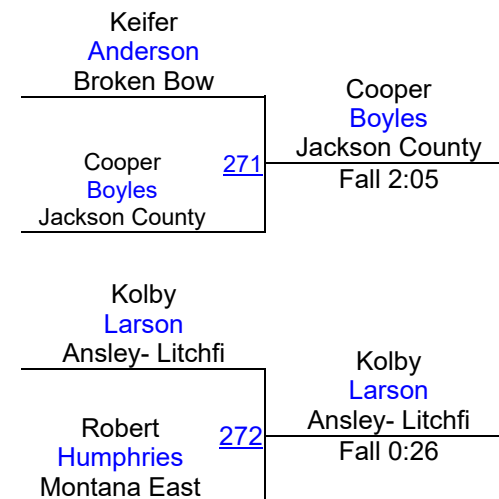 Keifer
Anderson
Broken Bow
Cooper
Boyles
Jackson County
271
Cooper
Boyles
Jackson County
Fall 2:05
Kolby
Larson
Ansley- Litchfi
Robert
Humphries
Montana East
272
Kolby
Larson
Ansley- Litchfi
Fall 0:26